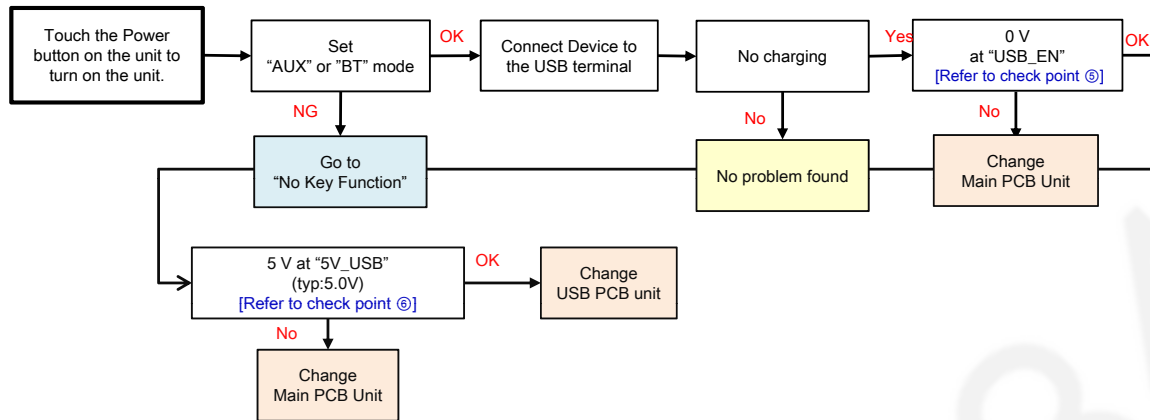 Touch the Power
button on the unit to
turn on the unit.
Set
“AUX” or “BT” mode
OK
Connect Device to
the USB terminal
No charging
Yes
0 V
at “USB_EN”
[Refer to check point ⑤]
OK
NG
No
No
Go to
“No Key Function”
No problem found
Change
Main PCB Unit
5 V at “5V_USB”
(typ:5.0V)
[Refer to check point ⑥]
OK
Change
USB PCB unit
No
Change
Main PCB Unit